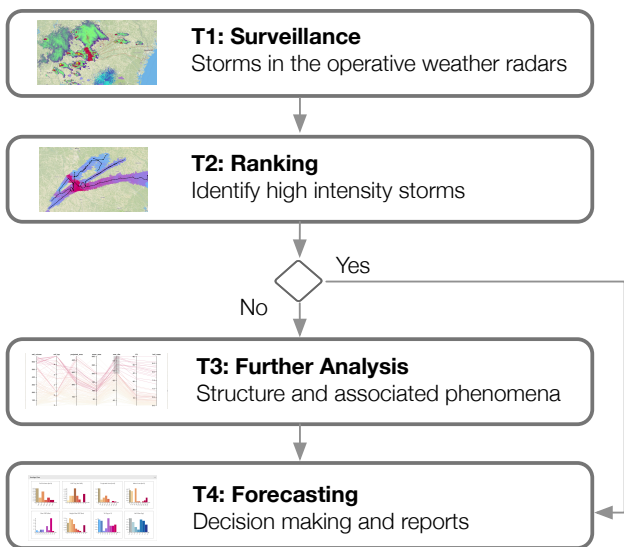 T1: Surveillance
Storms in the operative weather radars
T2: Ranking
Identify high intensity storms
Yes
No
T3: Further Analysis
Structure and associated phenomena
T4: Forecasting
Decision making and reports